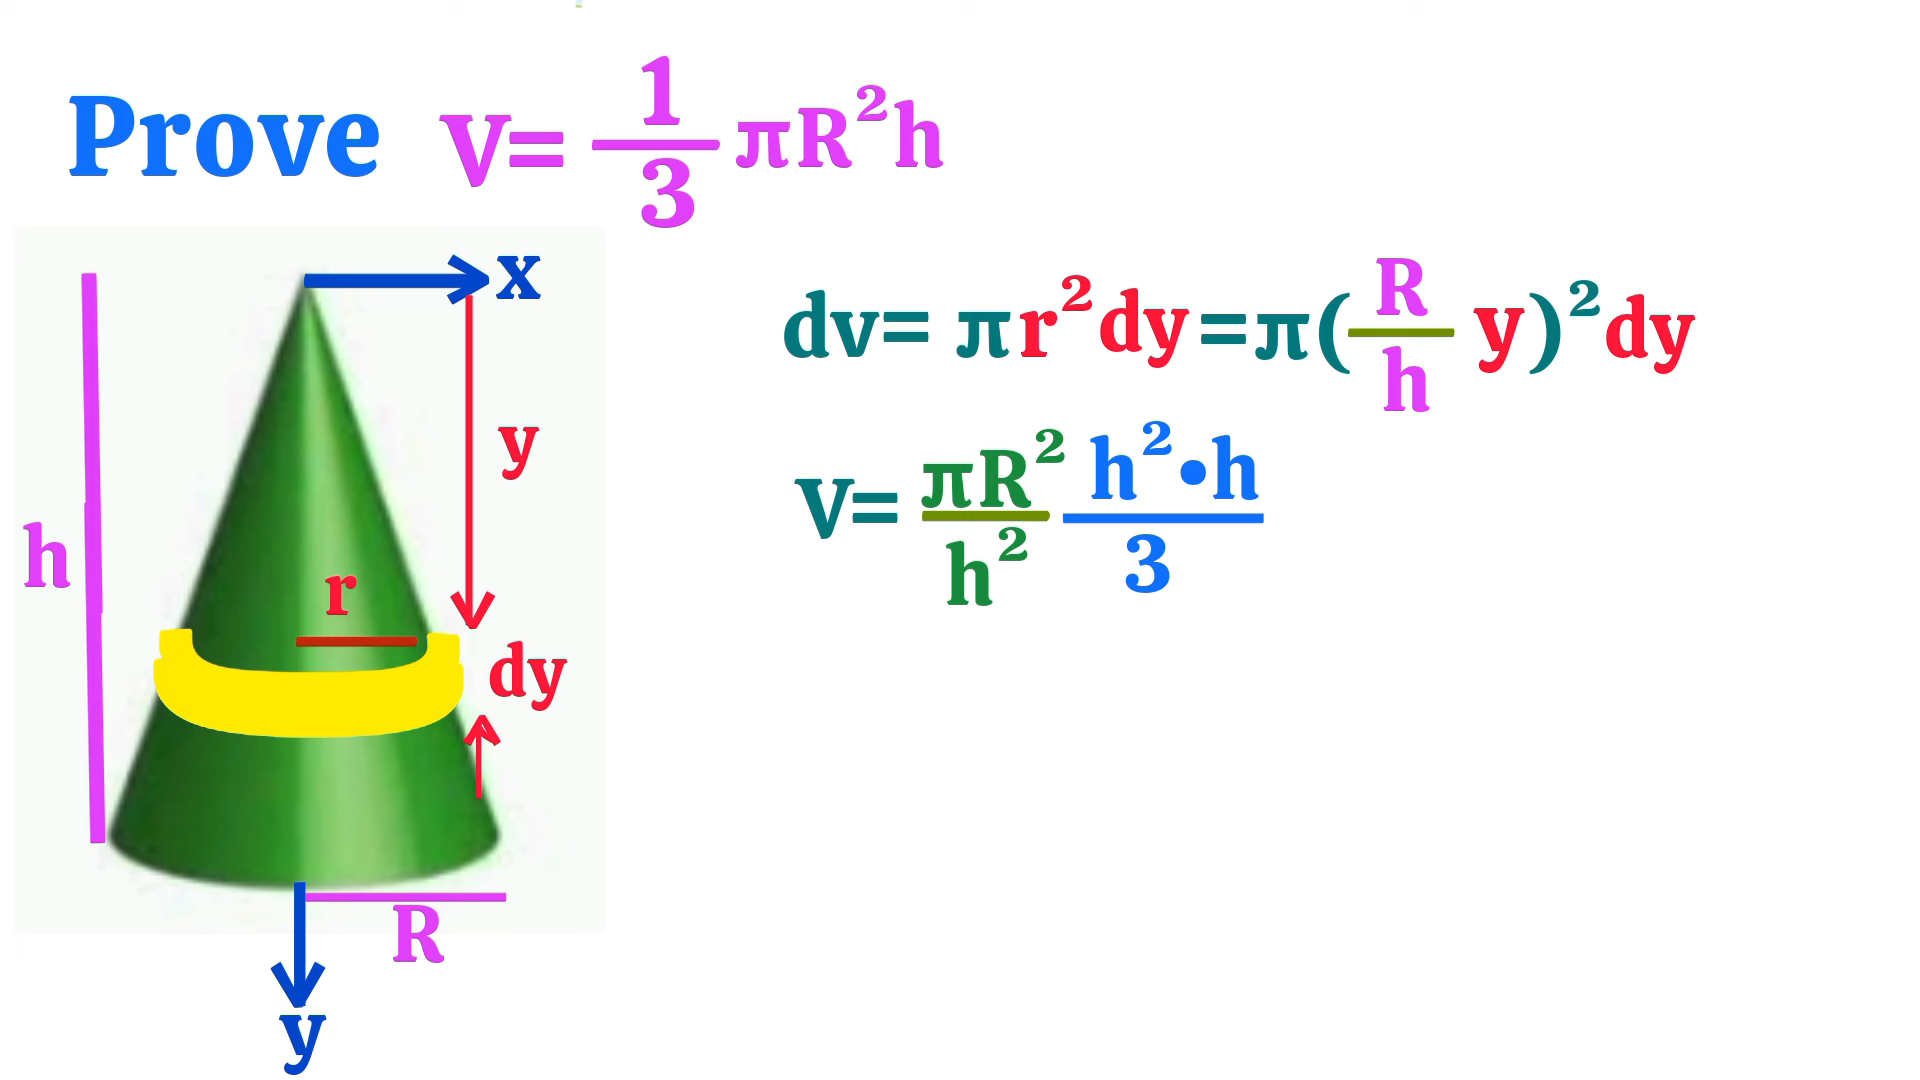 Prove V= 1/3 πR²h
x
dv= πr²dy=π(R/h y)²dy
y
V= πR²/h² h²•h/3
h
r
dy
R
y